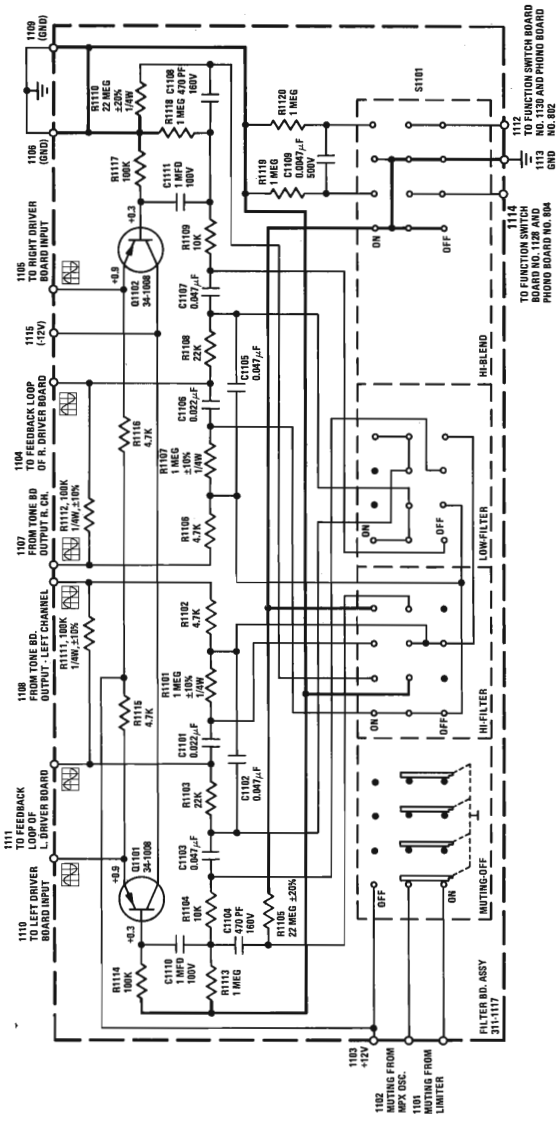 1110
TO LEFT DRIVER
BOARD INPUT
1111
TO FEEDBACK
LOOP OF
L. DRIVER BOARD
1108
FROM TONE BD.
OUTPUT - LEFT CHANNEL
1107
FROM TONE BD
OUTPUT R. CH.
1104
TO FEEDBACK LOOP
OF R. DRIVER BOARD
1115
(-12V)
1105
TO RIGHT DRIVER
BOARD INPUT
1106
(GND)
1109
(GND)
R1111, 100K
1/4W,±10%
R1112, 100K
1/4W,±10%
R1110
22 MEG
±20%
1/4W
R1118
1 MEG
C1108
470 PF
160V
+0.9
Q1101
34-1008
+0.3
R1115
4.7K
R1116
4.7K
+0.9
Q1102
34-1008
+0.3
R1117
100K
R1114
100K
C1110
1 MFD
100V
C1111
1 MFD
100V
R1113
1 MEG
R1104
10K
C1104
470 PF
160V
C1103
0.047µF
R1103
22K
C1101
0.022µF
R1101
1 MEG
±10%
1/4W
R1102
4.7K
C1102
0.047µF
R1106
4.7K
R1107
1 MEG
±10%
1/4W
C1106
0.022µF
R1108
22K
C1105
0.047µF
C1107
0.047µF
R1109
10K
R1105
22 MEG ±20%
R1119
1 MEG
C1109
0.0047µF
500V
R1120
1 MEG
S1101
OFF
ON
MUTING-OFF
ON
OFF
HI-FILTER
ON
OFF
LOW-FILTER
ON
OFF
HI-BLEND
1103
+12V
1102
MUTING FROM
MPX OSC.
1101
MUTING FROM
LIMITER
FILTER BD. ASSY
311-1117
1114
TO FUNCTION SWITCH
BOARD NO. 1128 AND
PHONO BOARD NO. 804
1113
GND
1112
TO FUNCTION SWITCH BOARD
NO. 1130 AND PHONO BOARD
NO. 802